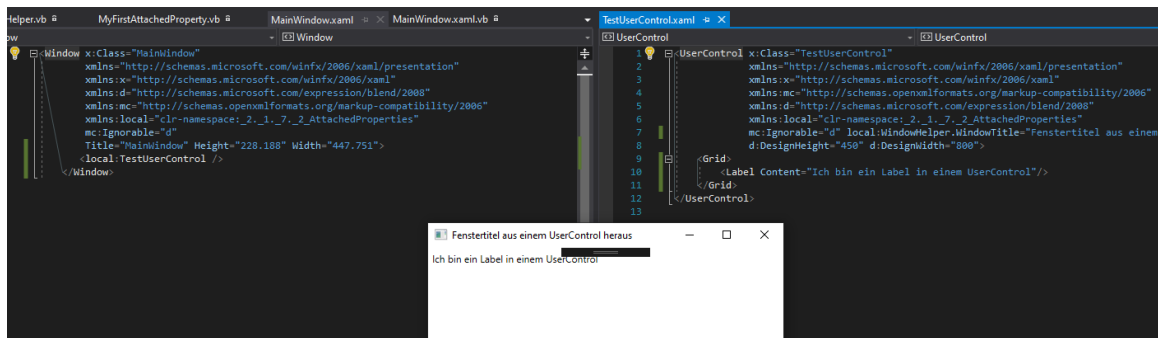 Helper.vb
MyFirstAttachedProperty.vb
MainWindow.xaml
MainWindow.xaml.vb
Window
<Window x:Class="MainWindow"
xmlns="http://schemas.microsoft.com/winfx/2006/xaml/presentation"
xmlns:x="http://schemas.microsoft.com/winfx/2006/xaml"
xmlns:d="http://schemas.microsoft.com/expression/blend/2008"
xmlns:mc="http://schemas.openxmlformats.org/markup-compatibility/2006"
xmlns:local="clr-namespace:_2._1._7._2_AttachedProperties"
mc:Ignorable="d"
Title="MainWindow" Height="228.188" Width="447.751">
<local:TestUserControl />
</Window>
TestUserControl.xaml
UserControl
UserControl
1 <UserControl x:Class="TestUserControl"
2 xmlns="http://schemas.microsoft.com/winfx/2006/xaml/presentation"
3 xmlns:x="http://schemas.microsoft.com/winfx/2006/xaml"
4 xmlns:mc="http://schemas.openxmlformats.org/markup-compatibility/2006"
5 xmlns:d="http://schemas.microsoft.com/expression/blend/2008"
6 xmlns:local="clr-namespace:_2._1._7._2_AttachedProperties"
7 mc:Ignorable="d" local:WindowHelper.WindowTitle="Fenstertitel aus einem
8 d:DesignHeight="450" d:DesignWidth="800">
9 <Grid>
10 <Label Content="Ich bin ein Label in einem UserControl"/>
11 </Grid>
12 </UserControl>
13
Fenstertitel aus einem UserControl heraus
Ich bin ein Label in einem UserControl